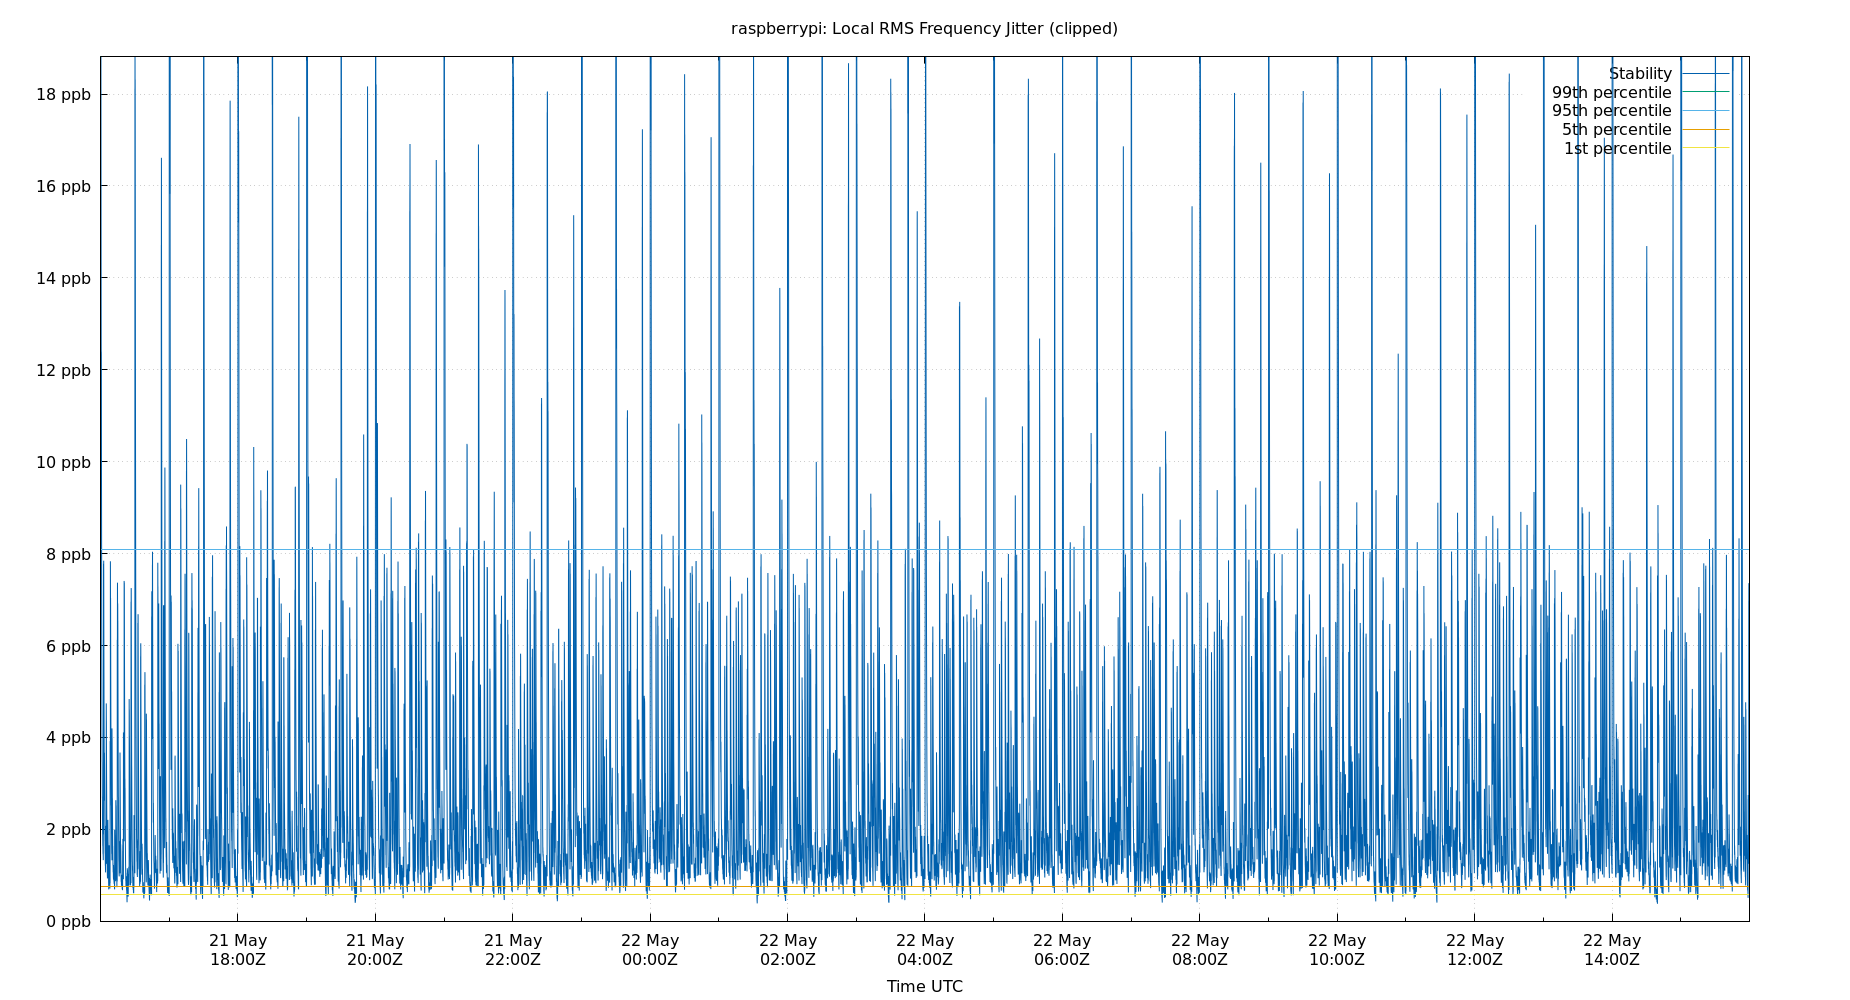 raspberrypi: Local RMS Frequency Jitter (clipped)
Stability
99th percentile
95th percentile
5th percentile
1st percentile
18 ppb
16 ppb
14 ppb
12 ppb
10 ppb
8 ppb
6 ppb
4 ppb
2 ppb
0 ppb
21 May 21 May 21 May 22 May 22 May 22 May 22 May 22 May 22 May 22 May 22 May
18:00Z 20:00Z 22:00Z 00:00Z 02:00Z 04:00Z 06:00Z 08:00Z 10:00Z 12:00Z 14:00Z
Time UTC